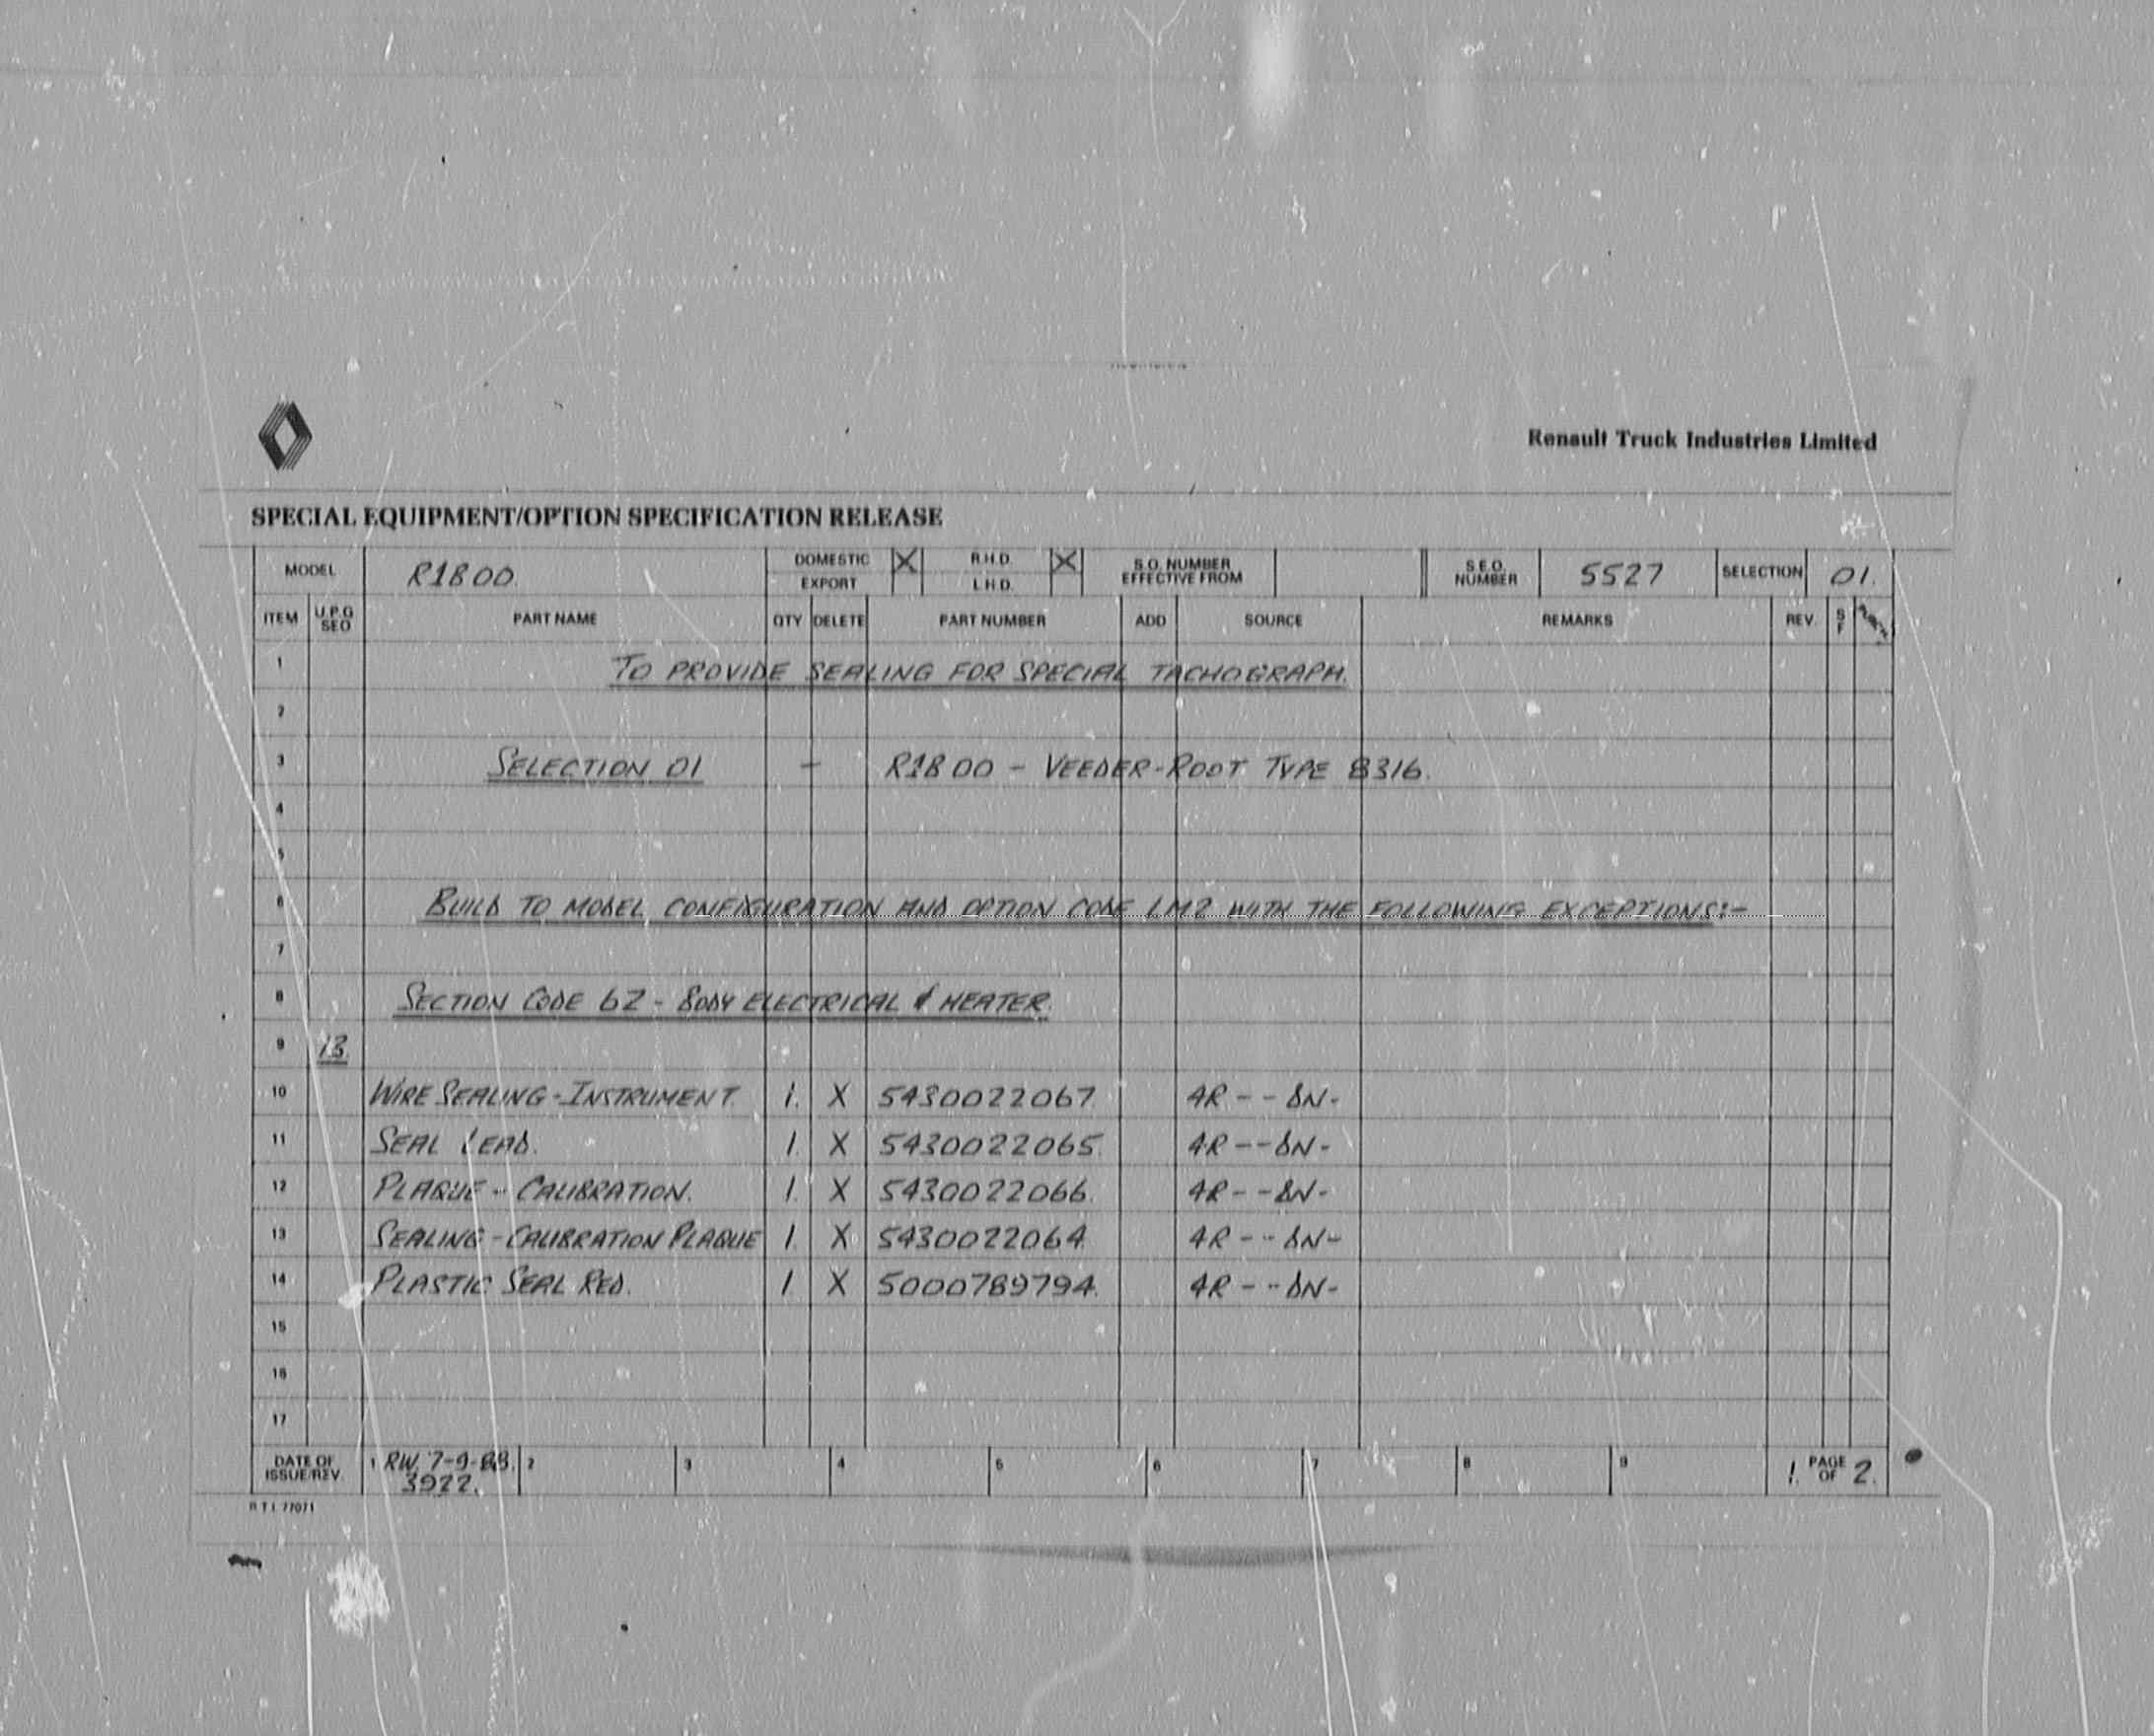 Renault Truck Industries Limited
SPECIAL EQUIPMENT/OPTION SPECIFICATION RELEASE
MODEL R1800. DOMESTIC X R.H.D. X S.O. NUMBER EFFECTIVE FROM S.E.O. NUMBER 5527 SELECTION 01.
EXPORT L.H.D.
ITEM U.P.G SEQ PART NAME QTY DELETE PART NUMBER ADD SOURCE REMARKS REV. S F
1 TO PROVIDE SEALING FOR SPECIAL TACHOGRAPH.
2
3 SELECTION 01 - R1800 - VEEDER-ROOT TYPE 8316.
4
5
6 BUILD TO MODEL CONFIGURATION AND OPTION CODE LM2 WITH THE FOLLOWING EXCEPTIONS:-
7
8 SECTION CODE 62 - BODY ELECTRICAL & HEATER.
9 13.
10 WIRE SEALING - INSTRUMENT 1. X 5430022067. 4R - - DN -
11 SEAL LEAD. 1. X 5430022065. 4R - - DN -
12 PLAQUE - CALIBRATION. 1. X 5430022066. 4R - - DN -
13 SEALING - CALIBRATION PLAQUE 1. X 5430022064. 4R - - DN -
14 PLASTIC SEAL RED. 1 X 5000789794. 4R - - DN -
15
16
17
DATE OF ISSUE/REV. 1 RW. 7-9-88. 2 3 4 5 6 7 8 9 1. PAGE OF 2.
3922.
R T I 77071